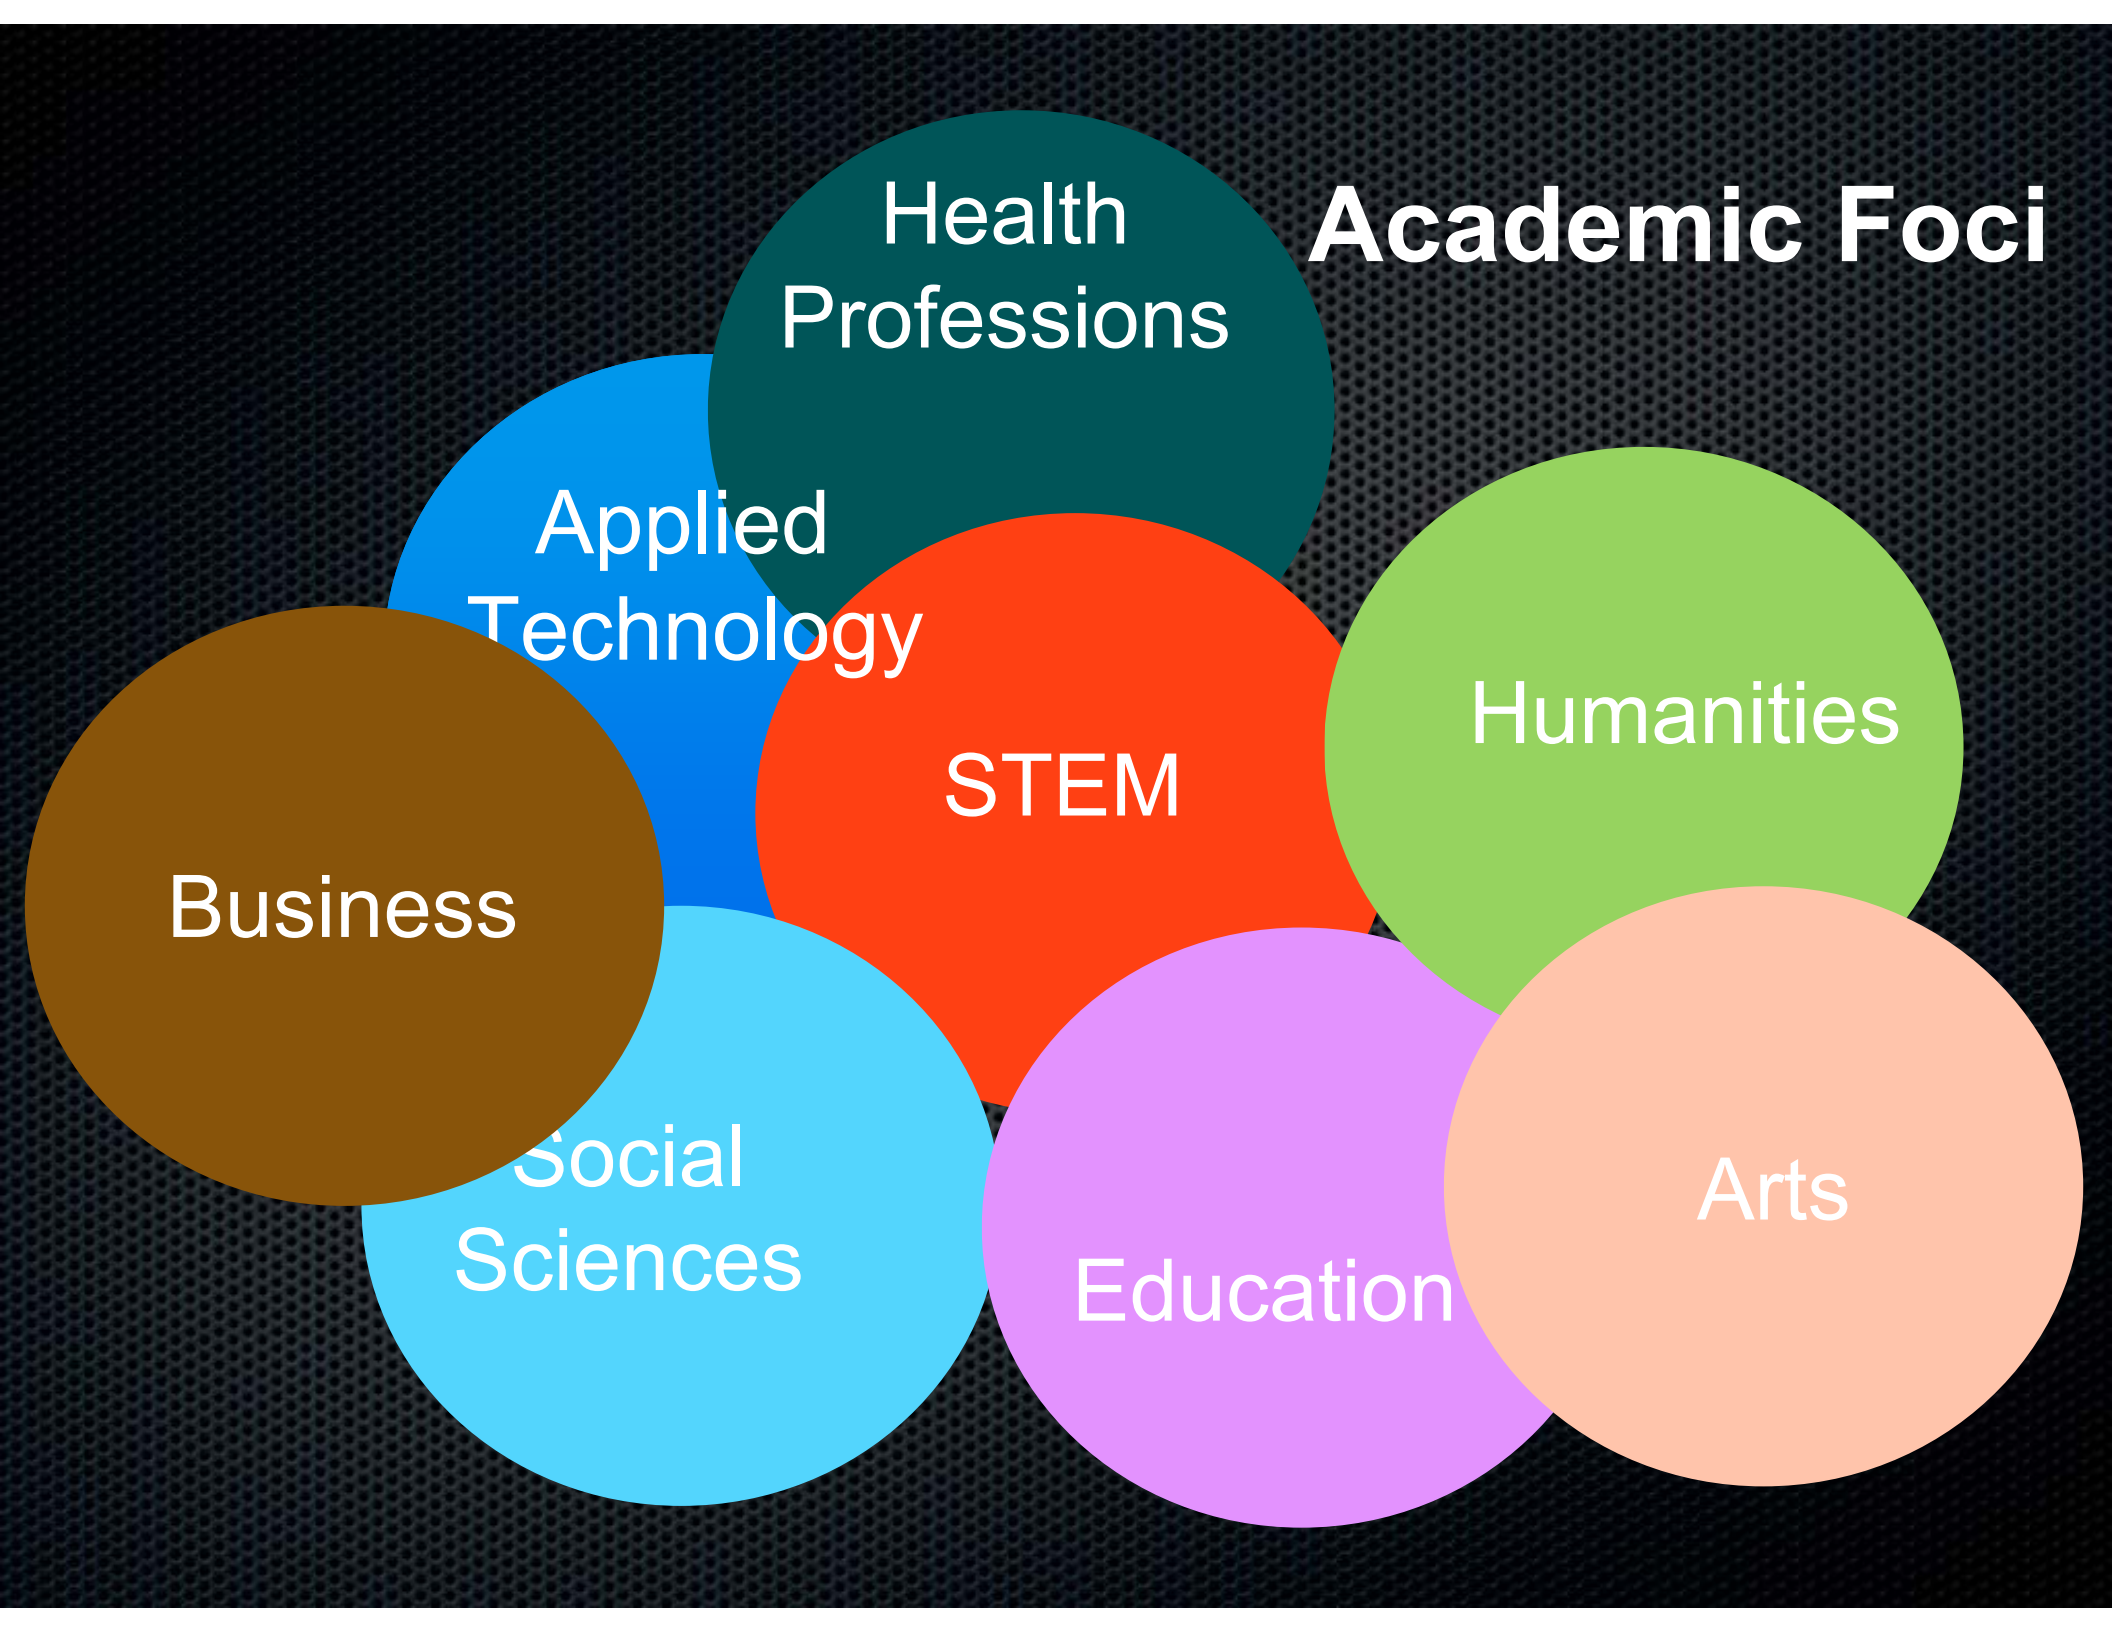 Academic Foci
Health
Professions
Applied
Technology
Humanities
STEM
Business
Social
Sciences
Arts
Education